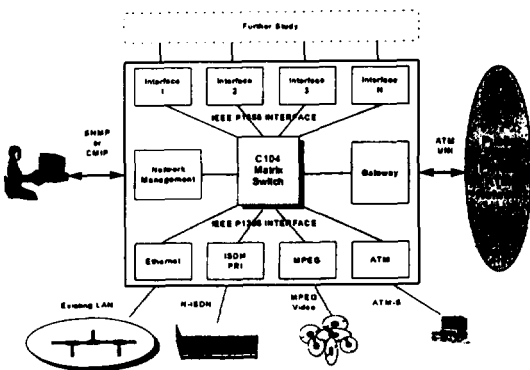 Further Study
Interface
1
Interface
2
Interface
3
Interface
N
IEEE P1355 INTERFACE
SNMP
or
CMIP
Network
Management
C104
Matrix
Switch
Gateway
ATM
UNI
IEEE P1355 INTERFACE
Ethernet
ISDN
PRI
MPEG
ATM
Existing LAN
N-ISDN
MPEG
Video
ATM-S